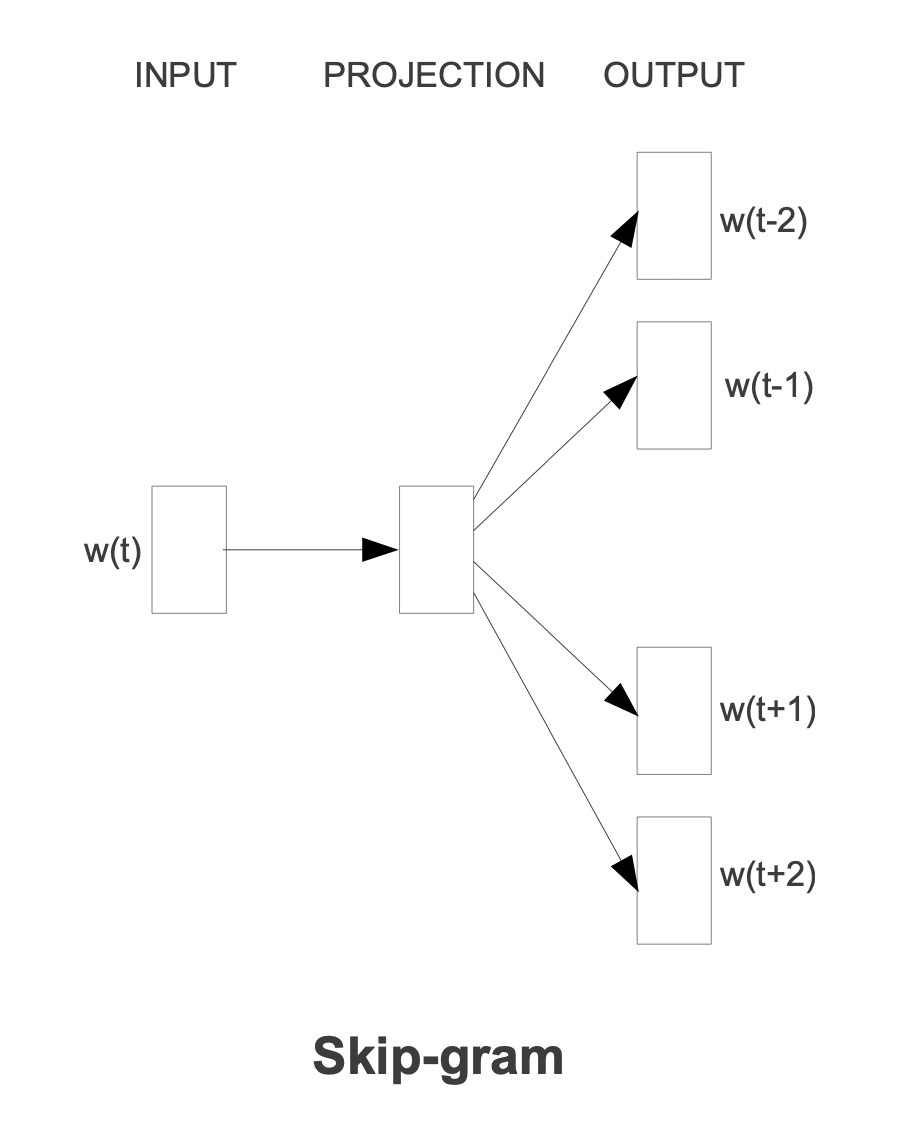 INPUT PROJECTION OUTPUT
w(t-2)
w(t-1)
w(t)
w(t+1)
w(t+2)
Skip-gram